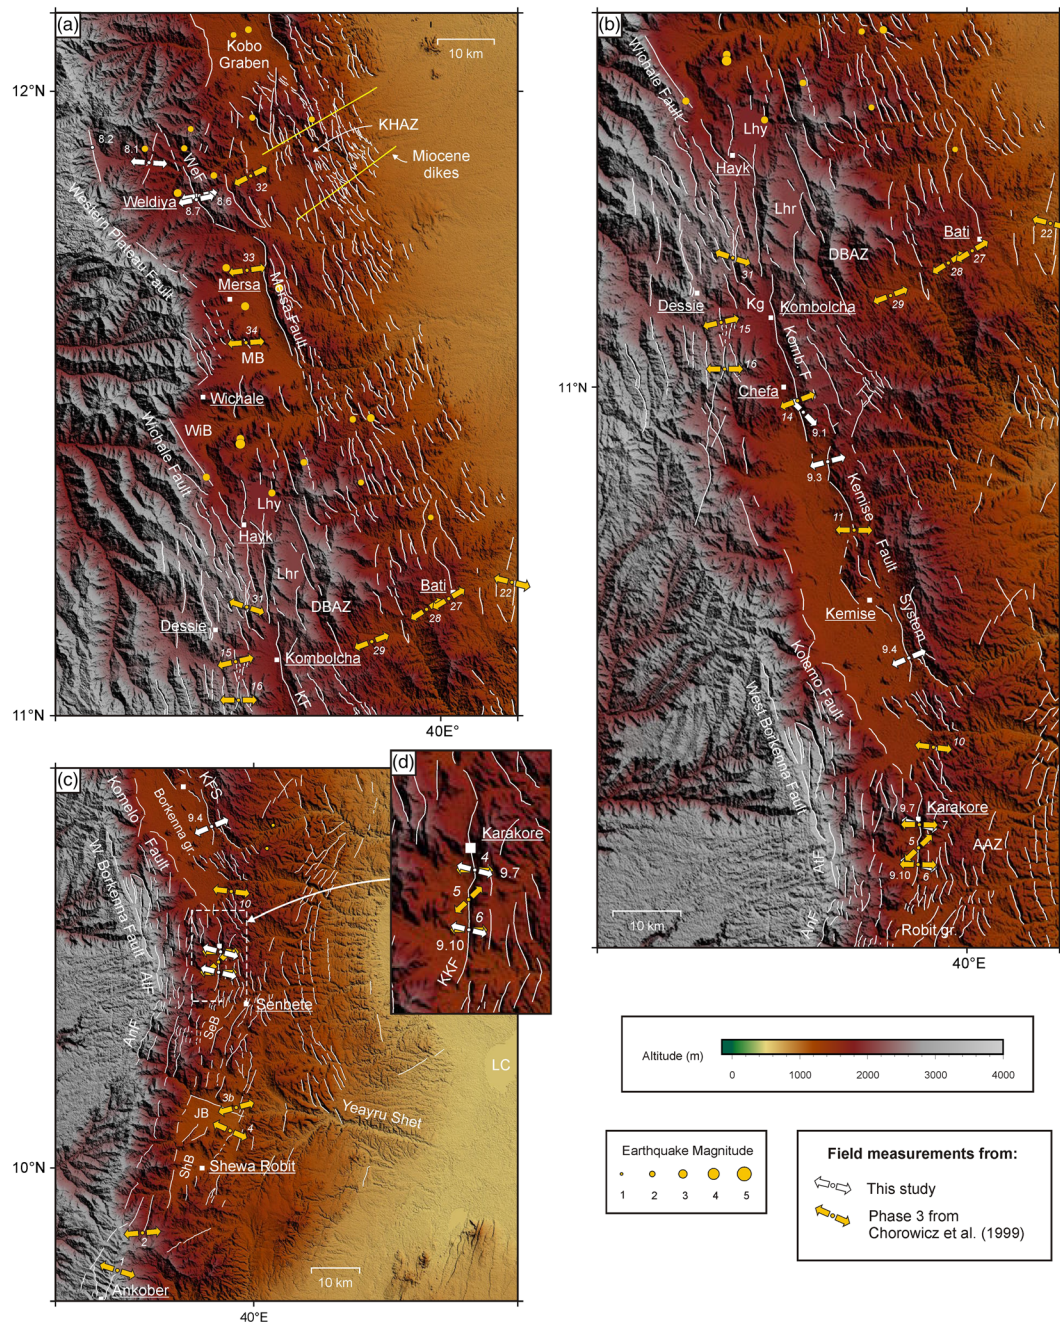 (a)
Kobo
Graben
10 km
12°N
KHAZ
Miocene
dikes
8.2
8.1
WeF
32
Weldiya
8.6
8.7
Western Plateau Fault
33
Mersa
Mersa Fault
34
MB
Wichale
WiB
Wichale Fault
Lhy
Hayk
Lhr
DBAZ
Bati
22
27
28
31
Dessie
29
15
Kombolcha
16
KF
11°N
40E°
(b)
Wichale Fault
Lhy
Hayk
Lhr
DBAZ
Bati
22
27
28
31
29
Dessie
Kg
Kombolcha
15
Komb F
16
Chefa
14
9.1
9.3
Kemise
Fault
System
11
Kemise
9.4
Kolomo Fault
West Borkenna Fault
10
9.7
Karakore
7
5
AAZ
AlF
9.10
6
AnF
Robit gr.
10 km
40°E
(c)
KFS
Komelo
Fault
Borkenna gr.
9.4
W. Borkenna Fault
10
AlF
Senbete
AnF
SeB
LC
3b
JB
4
Yeayru Shet
10°N
ShB
Shewa Robit
2
1
Ankober
10 km
40°E
(d)
Karakore
4
9.7
5
6
9.10
KKF
Altitude (m)
0
1000
2000
3000
4000
Earthquake Magnitude
1
2
3
4
5
Field measurements from:
This study
Phase 3 from
Chorowicz et al. (1999)